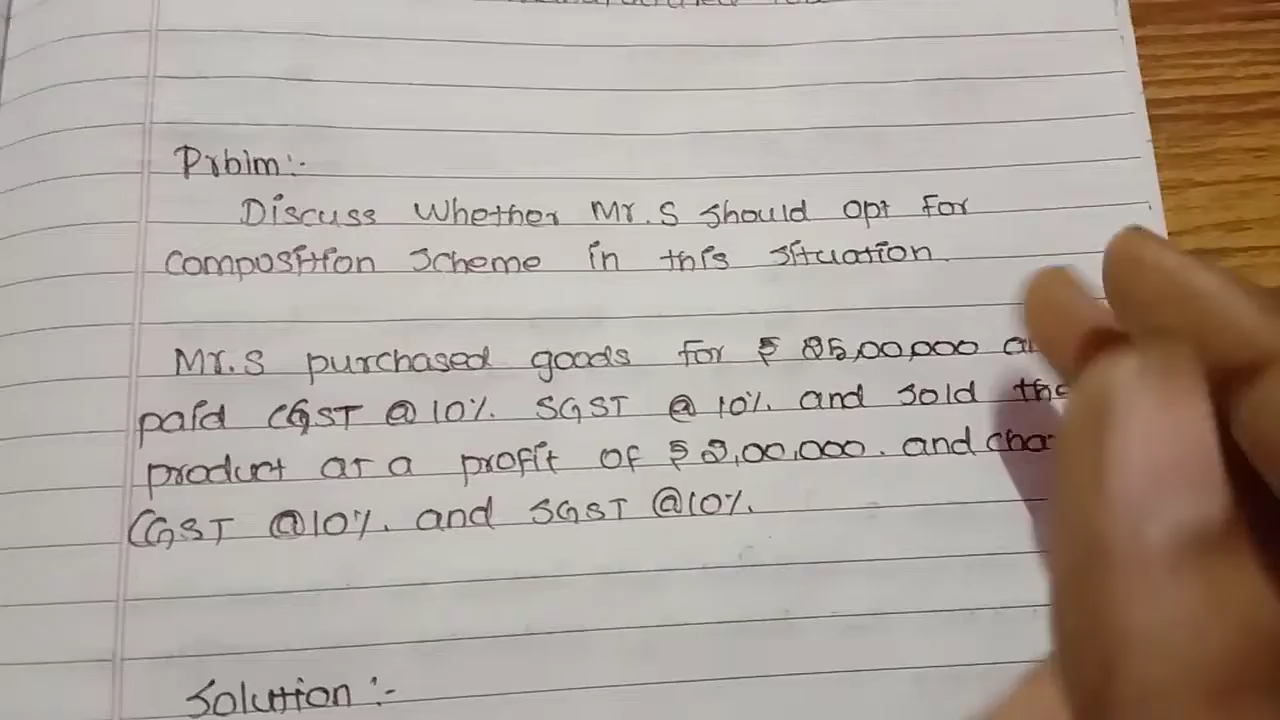 Prbim:-
Discuss Whether Mr.S Should opt For
composition Scheme in this situation.
Mr.S purchased goods for ₹ 85,00,000
paid CGST @ 10%. SGST @ 10%. and sold the
product at a profit of ₹ 2,00,000. and
CGST @10%. and SGST @10%.
Solution :-